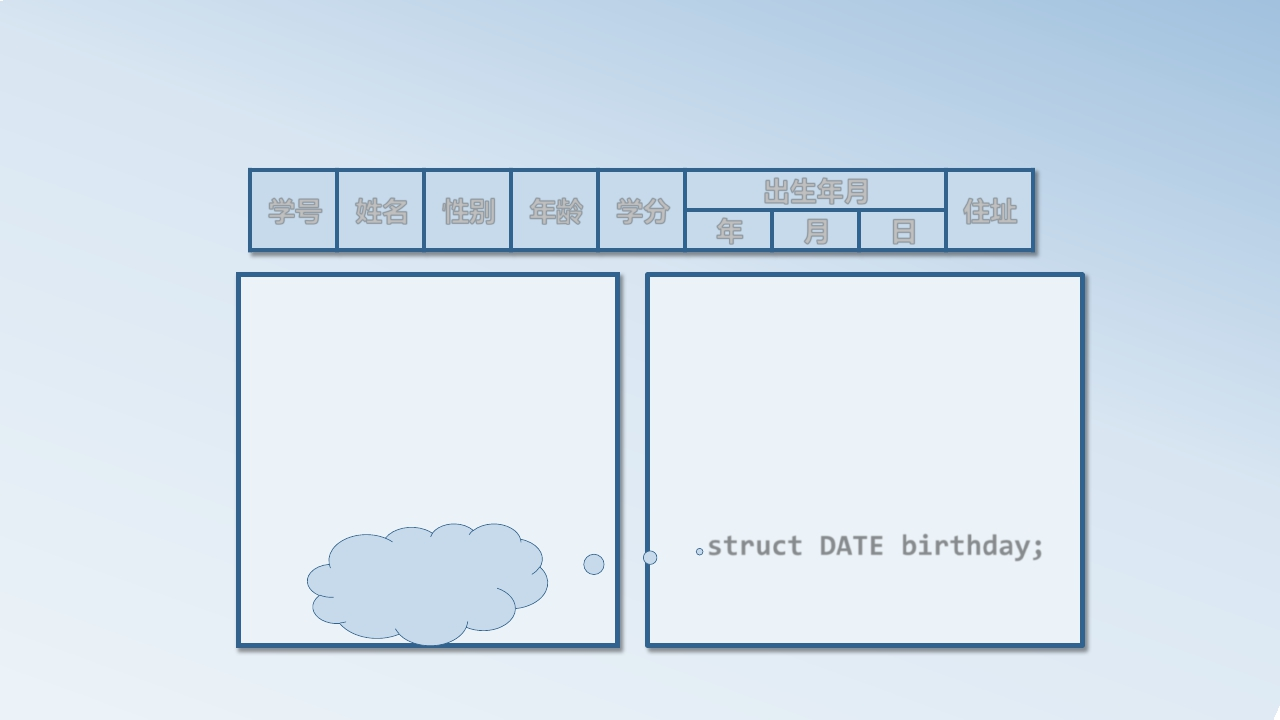 学号 姓名 性别 年龄 学分 出生年月 住址
年 月 日
struct DATE birthday;